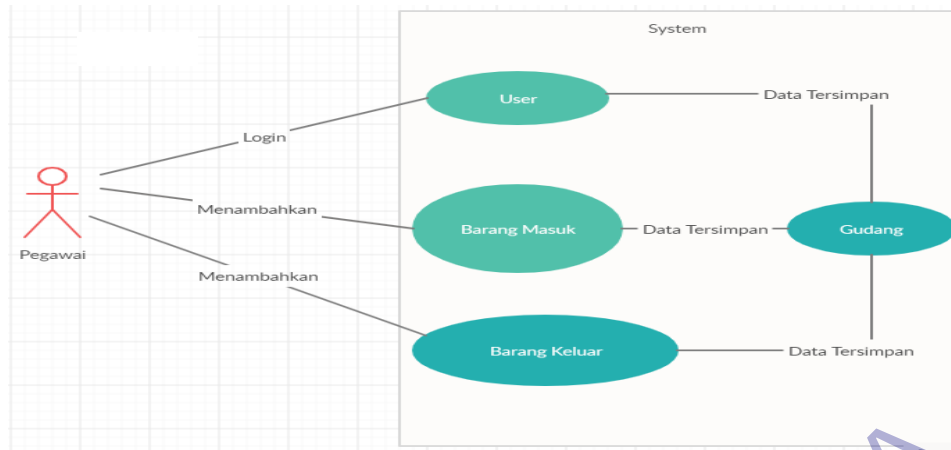 System
User
Data Tersimpan
Login
Menambahkan
Barang Masuk
Data Tersimpan
Gudang
Pegawai
Menambahkan
Barang Keluar
Data Tersimpan